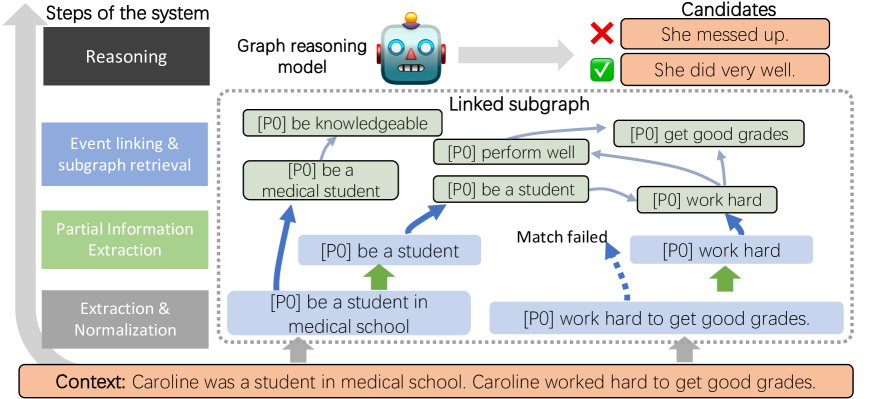 Steps of the system
Reasoning
Event linking &
subgraph retrieval
Partial Information
Extraction
Extraction &
Normalization
Graph reasoning
model
Candidates
She messed up.
She did very well.
Linked subgraph
[P0] be knowledgeable
[P0] get good grades
[P0] perform well
[P0] be a
medical student
[P0] be a student
[P0] work hard
Match failed
[P0] be a student
[P0] work hard
[P0] be a student in
medical school
[P0] work hard to get good grades.
Context: Caroline was a student in medical school. Caroline worked hard to get good grades.